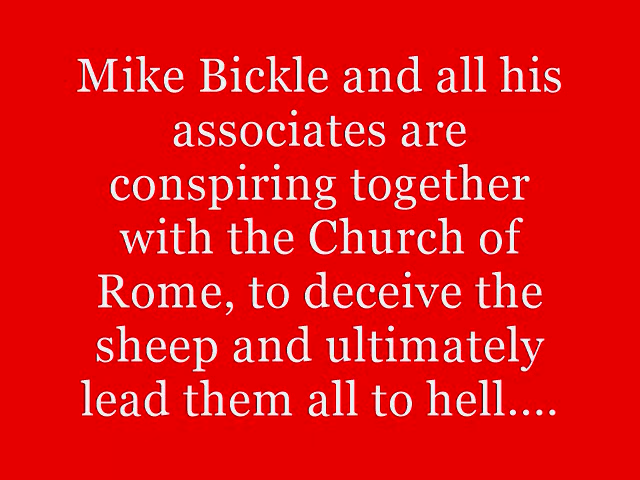 Mike Bickle and all his
associates are
conspiring together
with the Church of
Rome, to deceive the
sheep and ultimately
lead them all to hell....